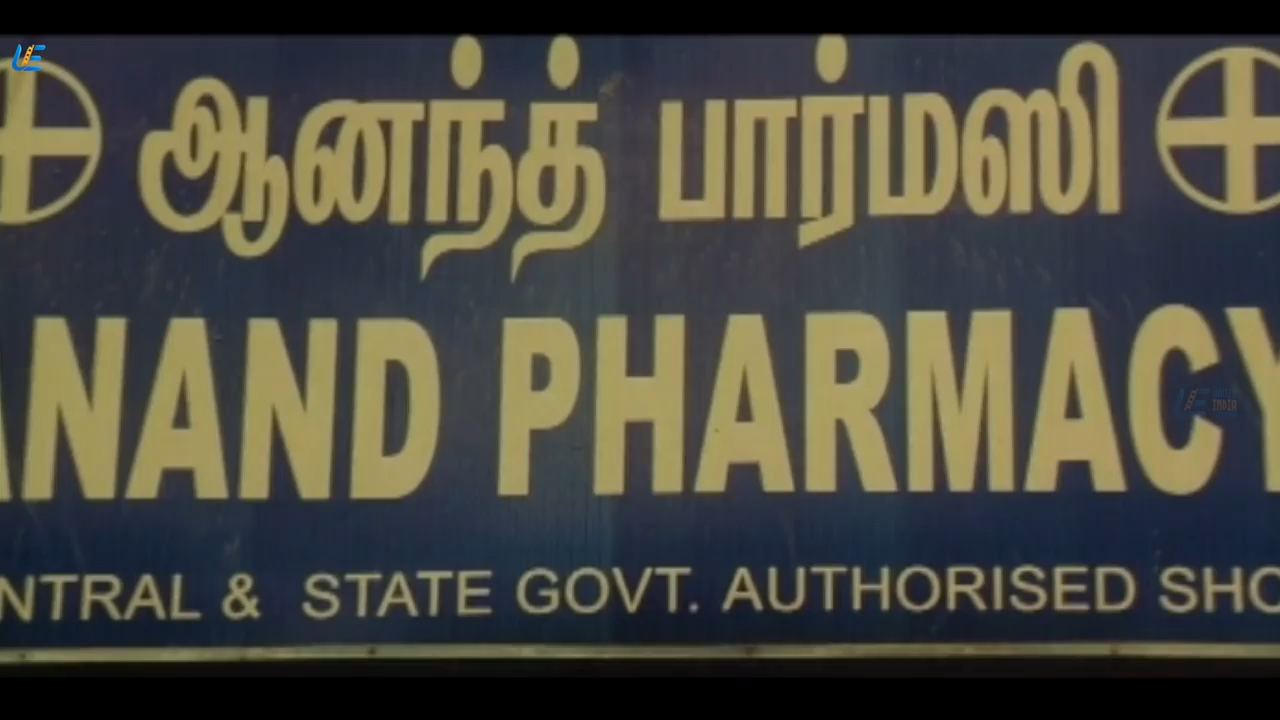 ஆனந்த் பார்மஸி
ANAND PHARMACY
NTRAL & STATE GOVT. AUTHORISED SHO